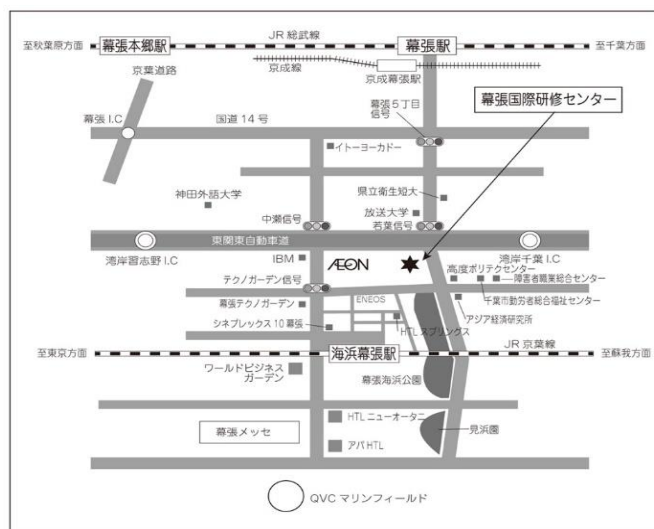 JR 総武線
至秋葉原方面
幕張本郷駅
幕張駅
至千葉方面
京成線
京成幕張駅
京葉道路
幕張国際研修センター
幕張 I.C
国道 14 号
幕張5丁目
信号
イトーヨーカドー
神田外語大学
県立衛生短大
中瀬信号
放送大学
若葉信号
東関東自動車道
湾岸習志野 I.C
湾岸千葉 I.C
IBM
ÆON
高度ポリテクセンター
障害者職業総合センター
テクノガーデン信号
千葉市勤労者総合福祉センター
ENEOS
幕張テクノガーデン
アジア経済研究所
シネプレックス 10 幕張
HTL スプリングス
JR 京葉線
至東京方面
海浜幕張駅
至蘇我方面
ワールドビジネス
ガーデン
幕張海浜公園
HTL ニューオータニ
幕張メッセ
見浜園
アパ HTL
QVC マリンフィールド